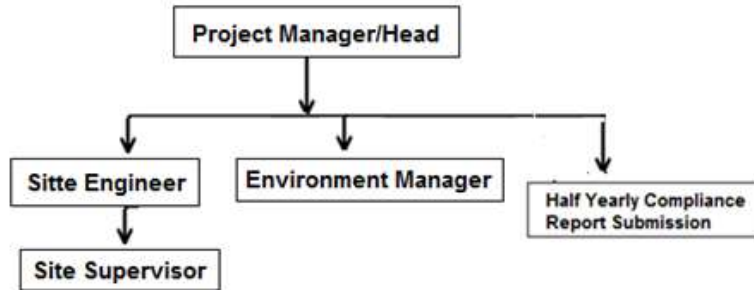 Project Manager/Head
Sitte Engineer
Environment Manager
Half Yearly Compliance
Report Submission
Site Supervisor